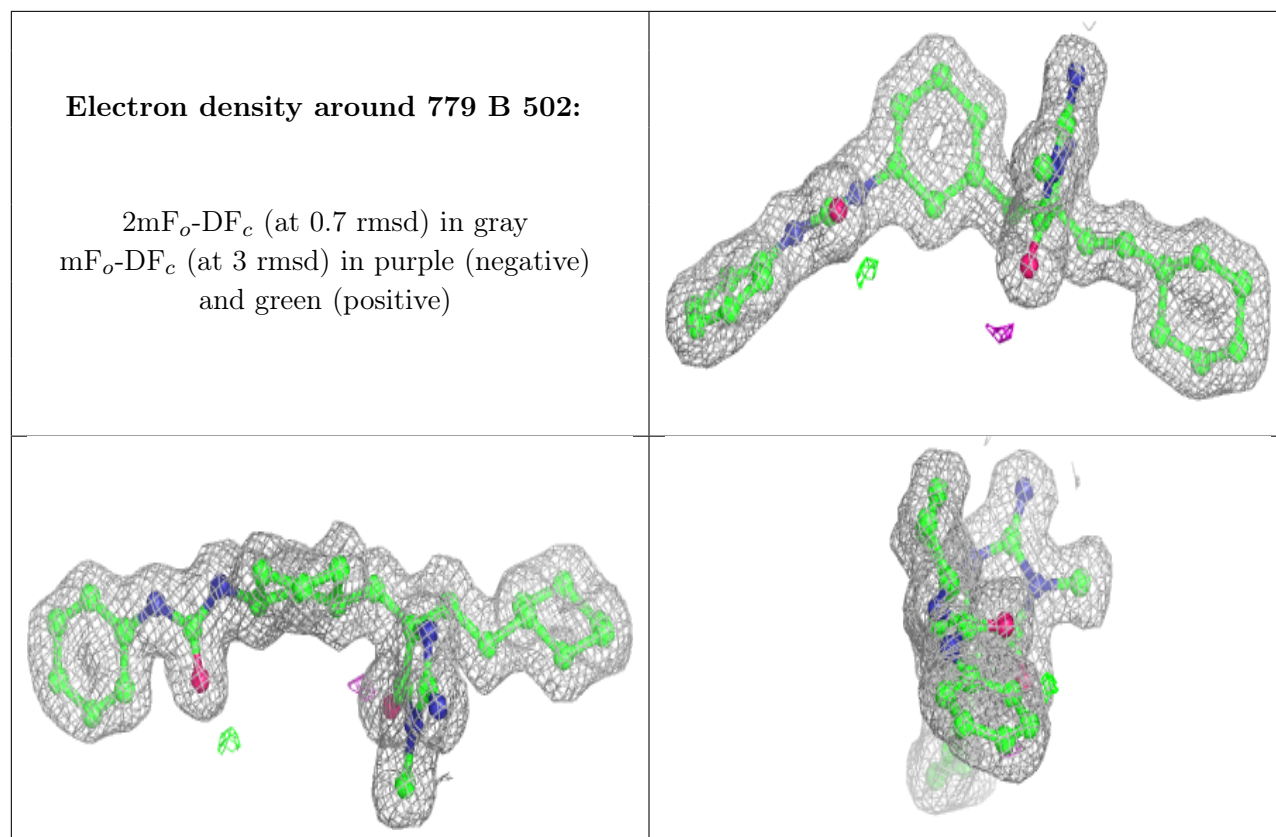 Electron density around 779 B 502:
2mFo-DFc (at 0.7 rmsd) in gray
mFo-DFc (at 3 rmsd) in purple (negative)
and green (positive)